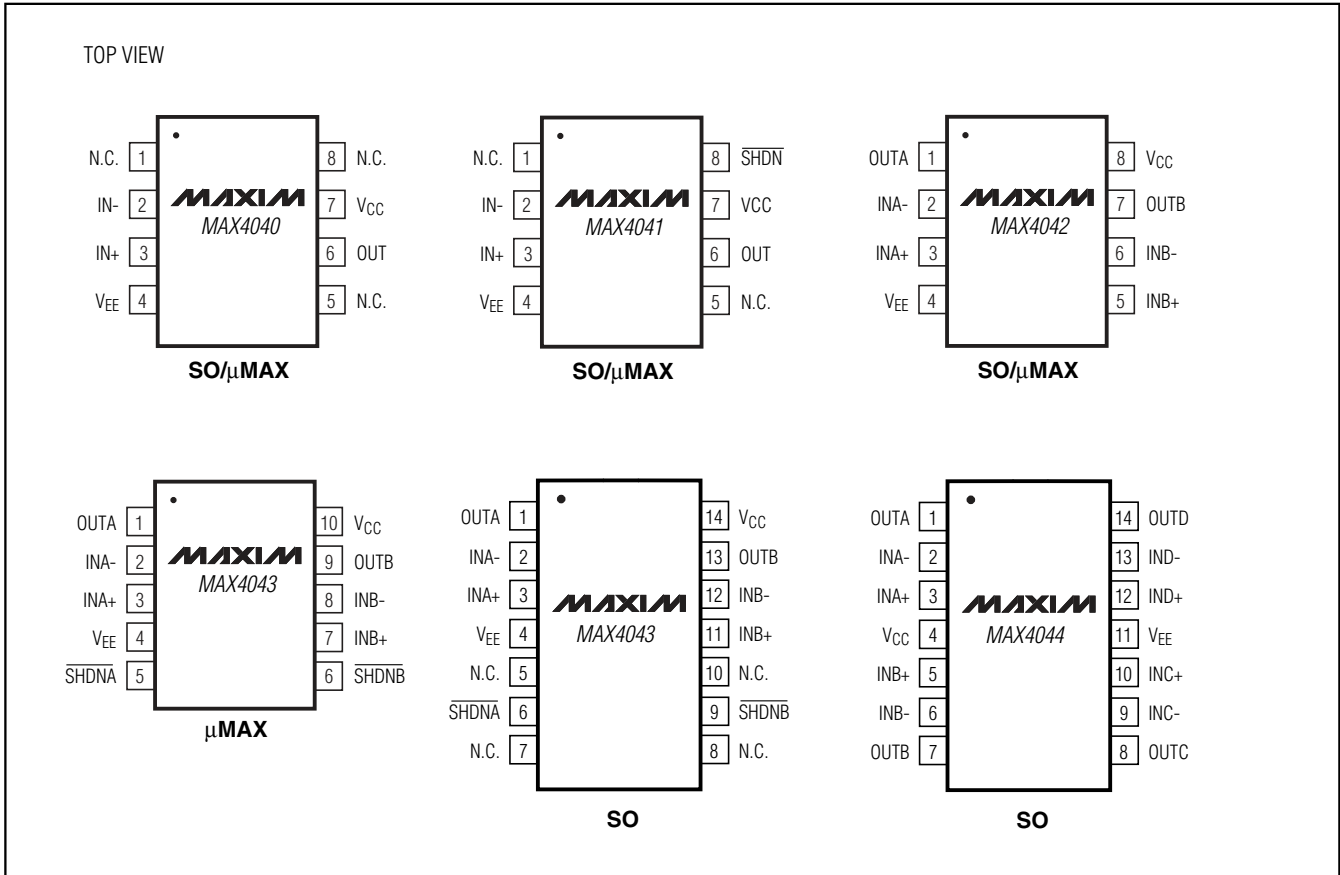 TOP VIEW
N.C. 1 8 N.C.
IN- 2 MAXIM 7 VCC
MAX4040
IN+ 3 6 OUT
VEE 4 5 N.C.
SO/μMAX
N.C. 1 8 SHDN
IN- 2 MAXIM 7 VCC
MAX4041
IN+ 3 6 OUT
VEE 4 5 N.C.
SO/μMAX
OUTA 1 8 VCC
INA- 2 MAXIM 7 OUTB
MAX4042
INA+ 3 6 INB-
VEE 4 5 INB+
SO/μMAX
OUTA 1 10 VCC
INA- 2 MAXIM 9 OUTB
MAX4043
INA+ 3 8 INB-
VEE 4 7 INB+
SHDNA 5 6 SHDNB
μMAX
OUTA 1 14 VCC
INA- 2 13 OUTB
INA+ 3 MAXIM 12 INB-
VEE 4 MAX4043 11 INB+
N.C. 5 10 N.C.
SHDNA 6 9 SHDNB
N.C. 7 8 N.C.
SO
OUTA 1 14 OUTD
INA- 2 13 IND-
INA+ 3 MAXIM 12 IND+
VCC 4 MAX4044 11 VEE
INB+ 5 10 INC+
INB- 6 9 INC-
OUTB 7 8 OUTC
SO